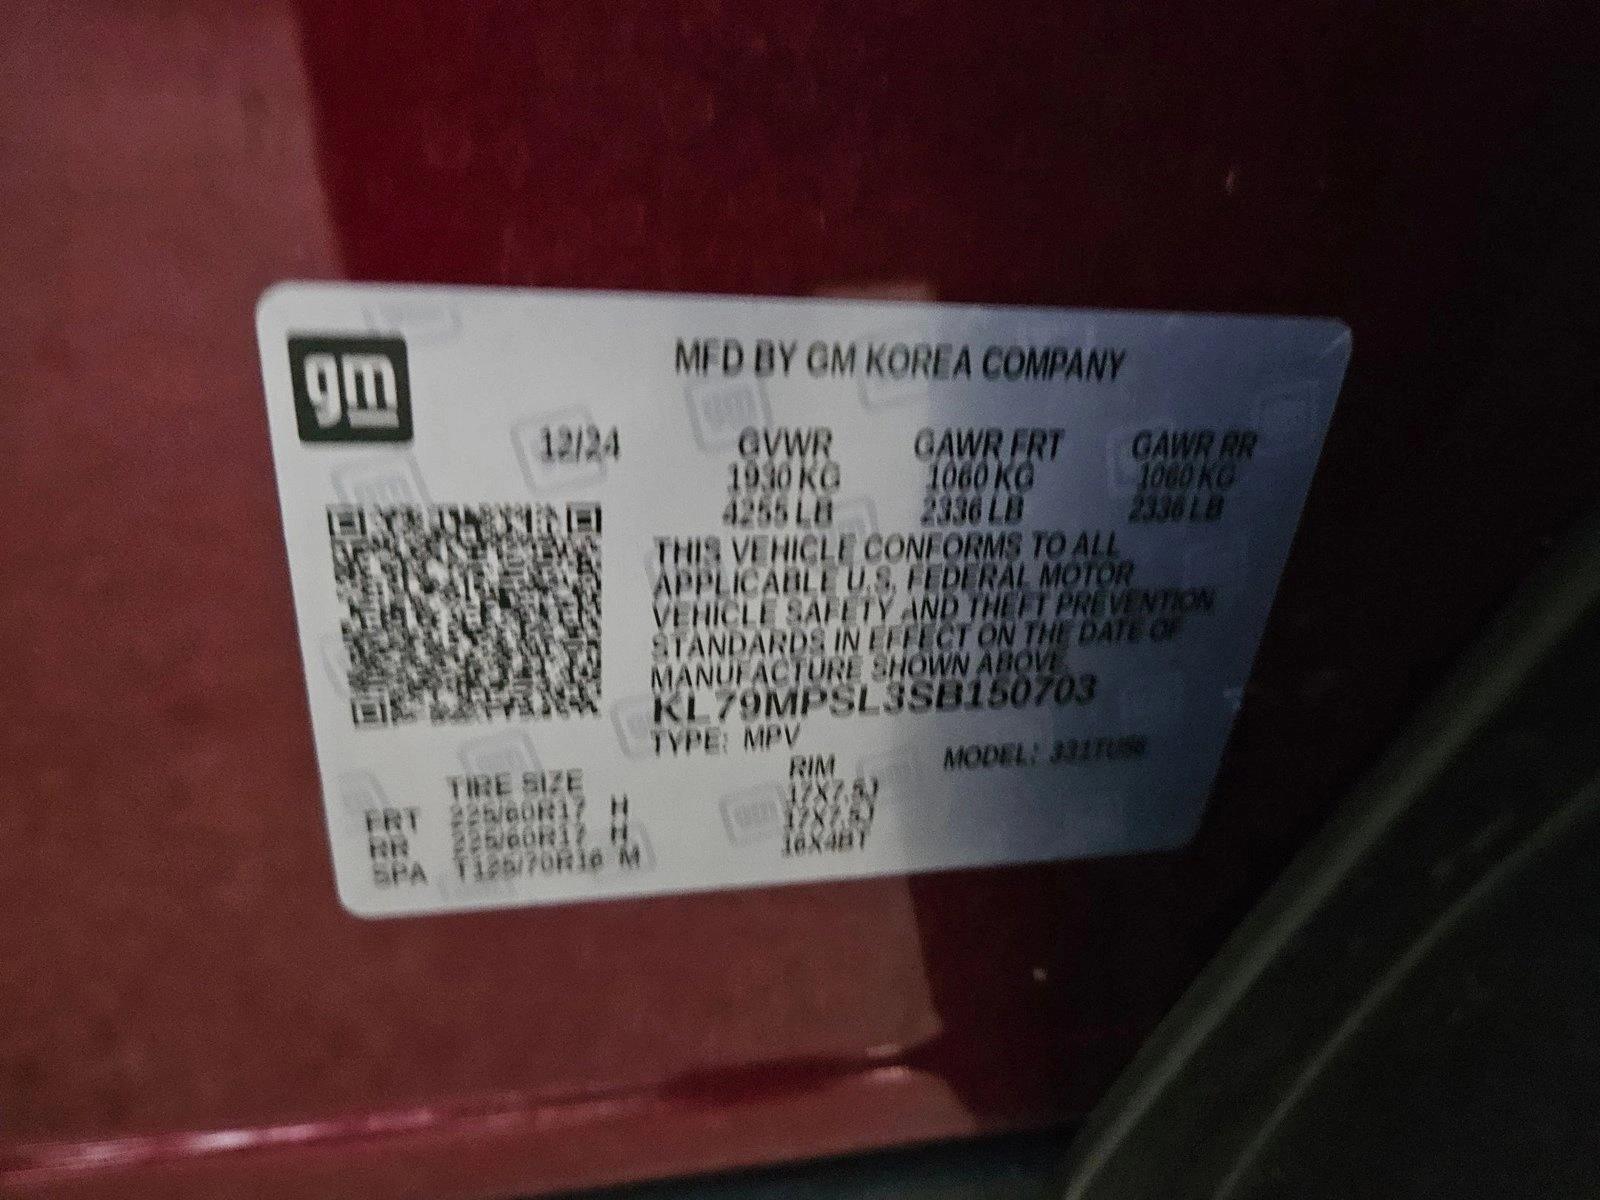 gm
MFD BY GM KOREA COMPANY
12/24 GVWR GAWR FRT GAWR RR
1930 KG 1060 KG 1060 KG
4255 LB 2336 LB 2336 LB
THIS VEHICLE CONFORMS TO ALL
APPLICABLE U.S. FEDERAL MOTOR
VEHICLE SAFETY AND THEFT PREVENTION
STANDARDS IN EFFECT ON THE DATE OF
MANUFACTURE SHOWN ABOVE
KL79MPSL3SB150703
TYPE: MPV MODEL:
TIRE SIZE RIM
FRT 225/60R17 H 17X7.5J
RR 225/60R17 H 17X7.5J
SPA T125/70R16 M 16X4BT